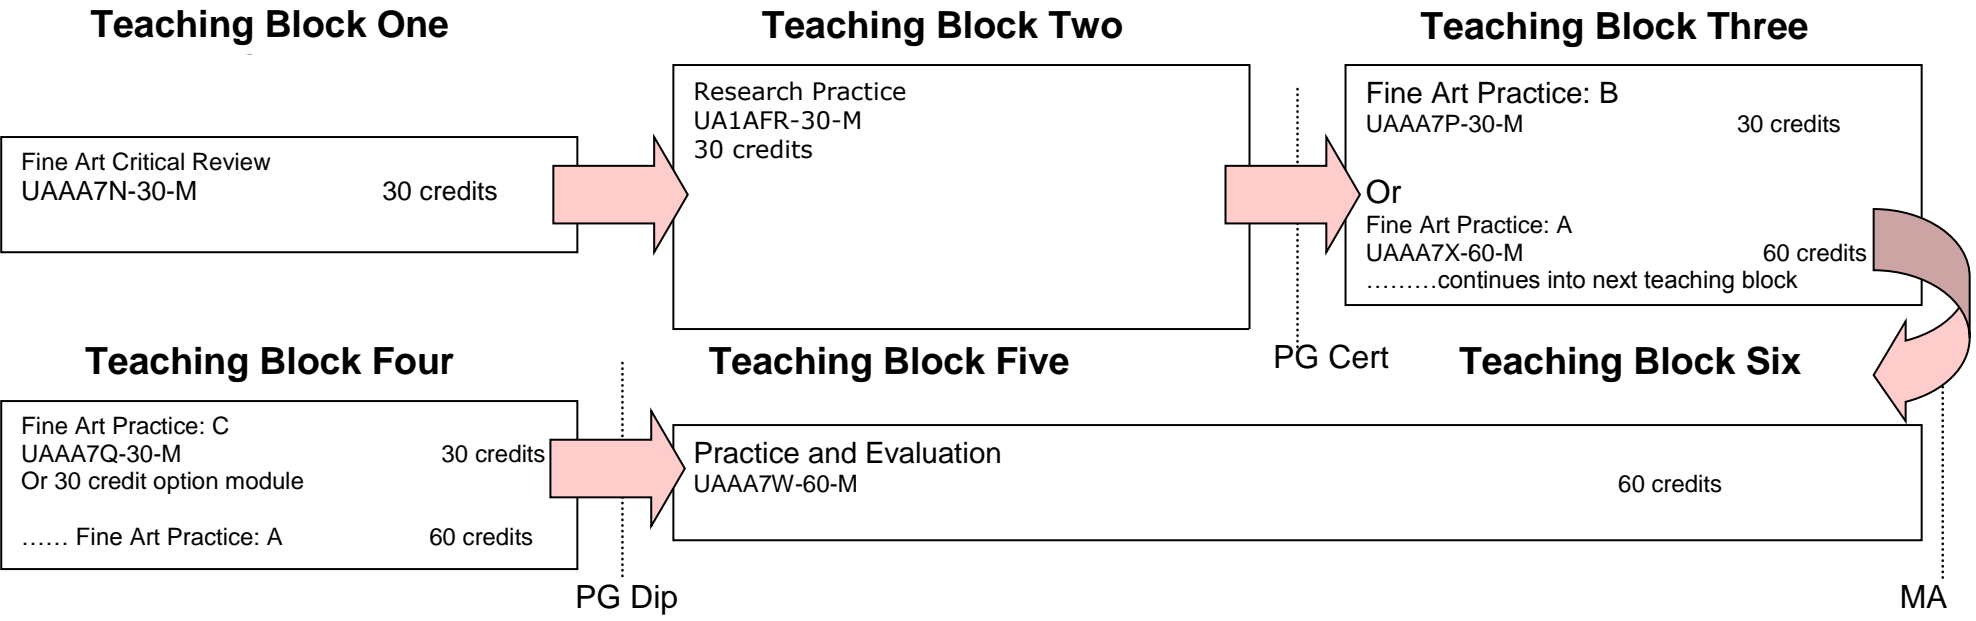 Teaching Block One
Teaching Block Two
Teaching Block Three
Fine Art Critical Review
UAAA7N-30-M 30 credits
Research Practice
UA1AFR-30-M
30 credits
Fine Art Practice: B
UAAA7P-30-M 30 credits
Or
Fine Art Practice: A
UAAA7X-60-M 60 credits
………continues into next teaching block
PG Cert
Teaching Block Four
Teaching Block Five
Teaching Block Six
Fine Art Practice: C
UAAA7Q-30-M 30 credits
Or 30 credit option module
…… Fine Art Practice: A 60 credits
Practice and Evaluation
UAAA7W-60-M 60 credits
PG Dip
MA